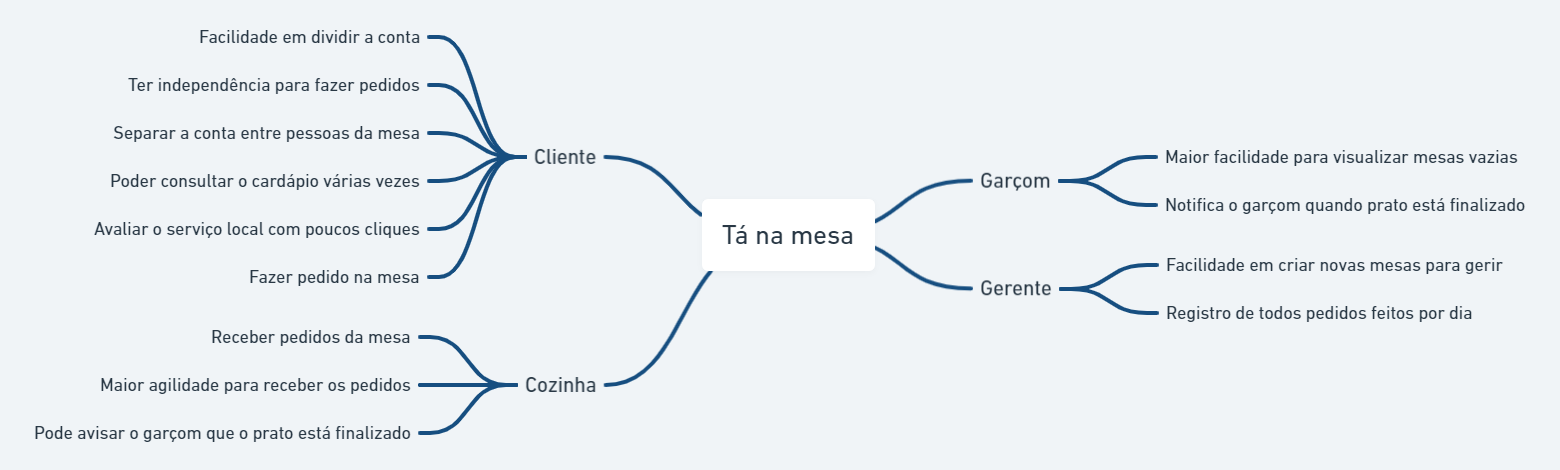 Tá na mesa
Cliente
Facilidade em dividir a conta
Ter independência para fazer pedidos
Separar a conta entre pessoas da mesa
Poder consultar o cardápio várias vezes
Avaliar o serviço local com poucos cliques
Fazer pedido na mesa
Cozinha
Receber pedidos da mesa
Maior agilidade para receber os pedidos
Pode avisar o garçom que o prato está finalizado
Garçom
Maior facilidade para visualizar mesas vazias
Notifica o garçom quando prato está finalizado
Gerente
Facilidade em criar novas mesas para gerir
Registro de todos pedidos feitos por dia